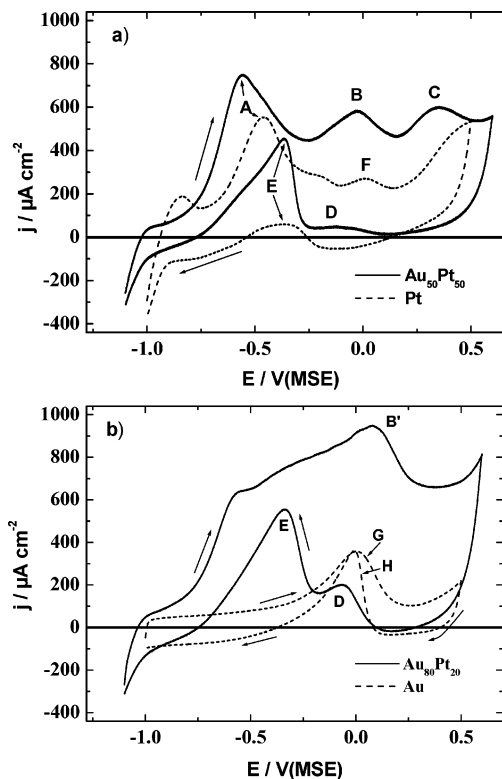 1000
a)
800
A
B
C
600
400
F
E
200
D
0
-200
-400
j / µA cm⁻²
Au₅₀Pt₅₀
Pt
-1.0 -0.5 0.0 0.5
E / V(MSE)
1000
b)
B'
800
600
E
G
400
H
200
D
0
-200
-400
j / µA cm⁻²
Au₈₀Pt₂₀
Au
-1.0 -0.5 0.0 0.5
E / V(MSE)